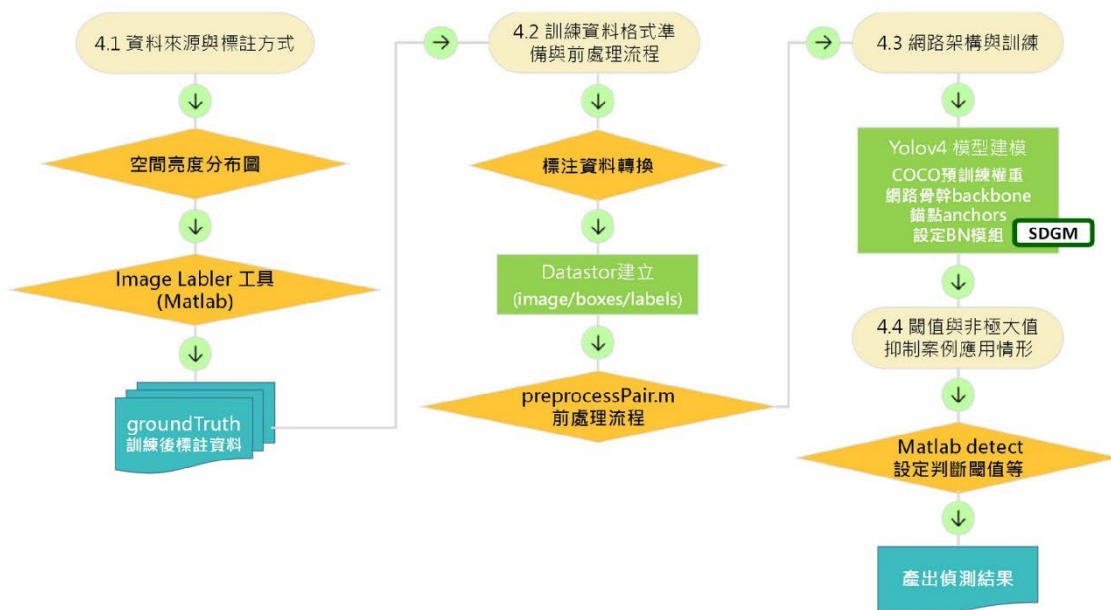 4.1 資料來源與標註方式
空間亮度分布圖
Image Labler 工具
(Matlab)
groundTruth
訓練後標註資料
4.2 訓練資料格式準
備與前處理流程
標注資料轉換
Datastor建立
(image/boxes/labels)
preprocessPair.m
前處理流程
4.3 網路架構與訓練
Yolov4 模型建模
COCO預訓練權重
網路骨幹backbone
錨點anchors
設定BN模組
SDGM
4.4 閾值與非極大值
抑制案例應用情形
Matlab detect
設定判斷閾值等
產出偵測結果